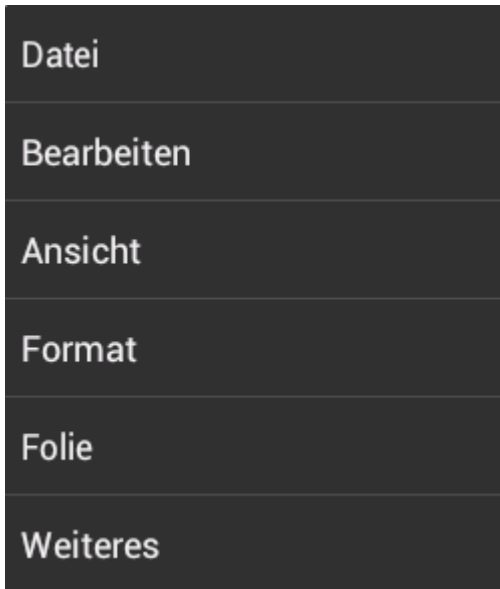 Datei
Bearbeiten
Ansicht
Format
Folie
Weiteres